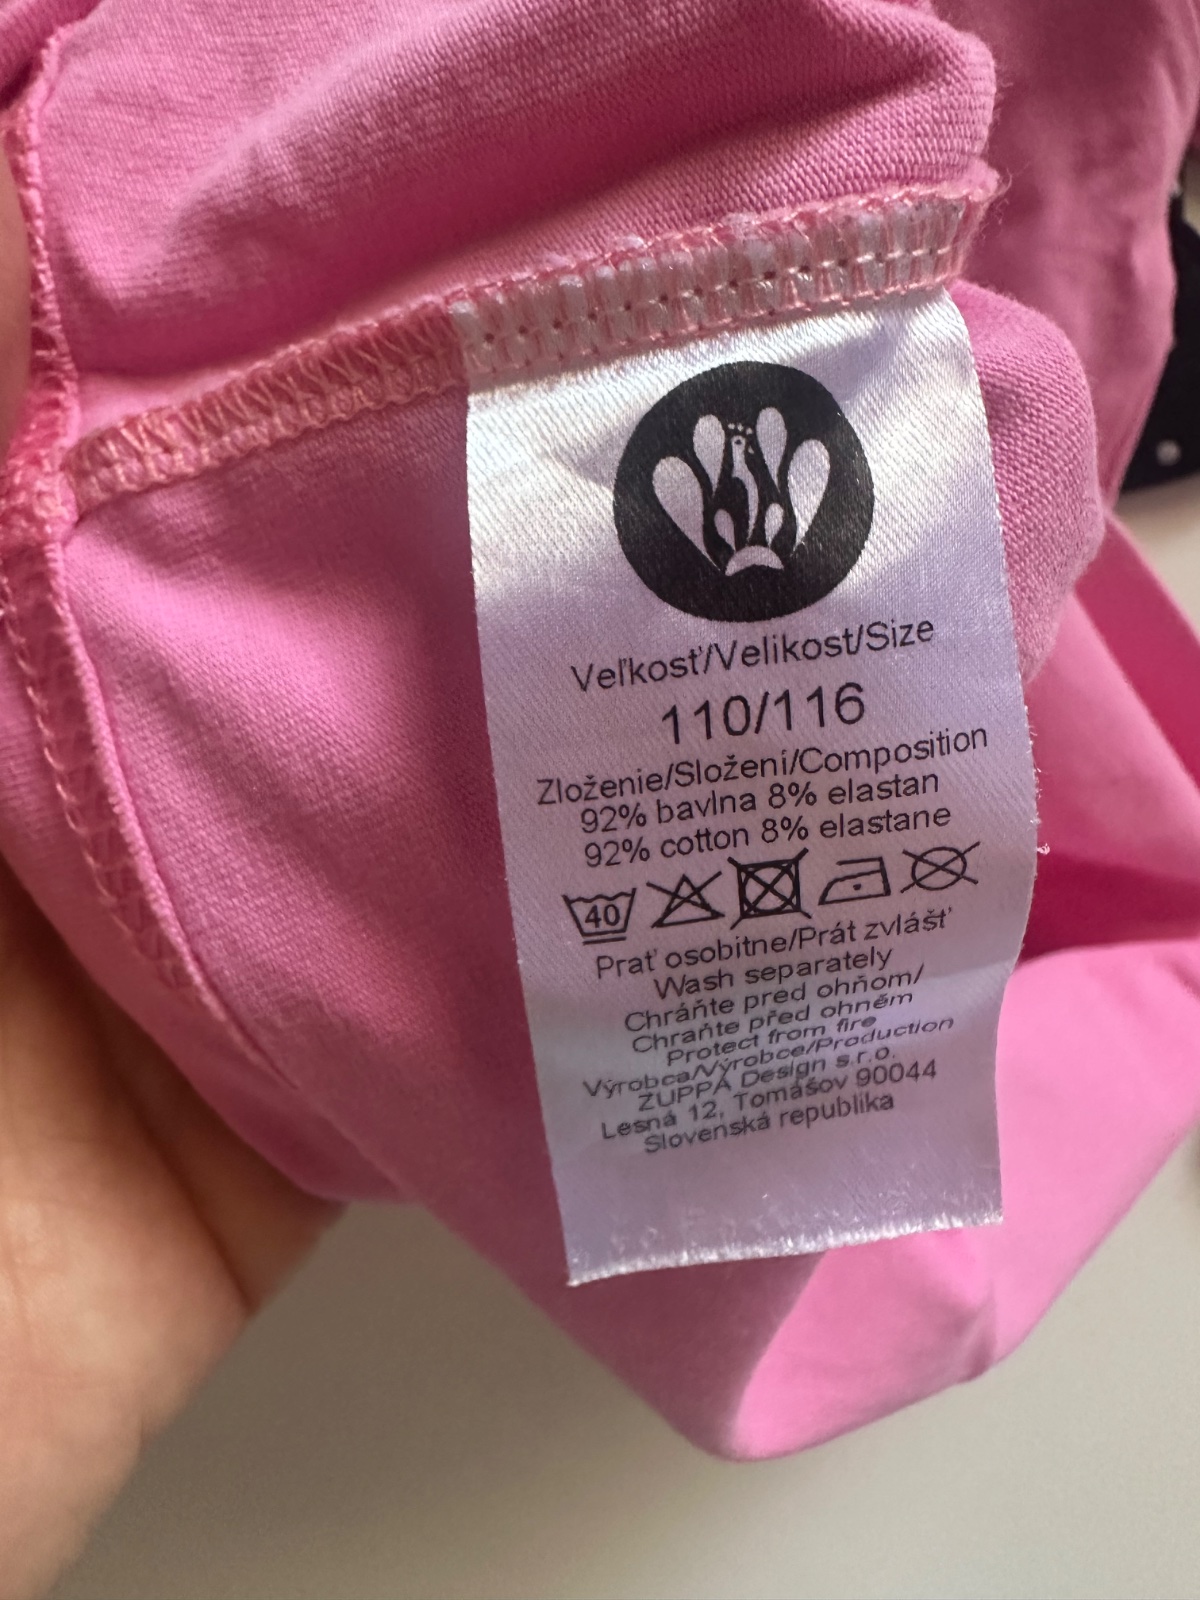 Veľkosť/Velikost/Size
110/116
Zloženie/Složení/Composition
92% bavlna 8% elastan
92% cotton 8% elastane
40
Prať osobitne/Prát zvlášť
Wash separately
Chráňte pred ohňom/
Chraňte před ohněm
Protect from fire
Výrobca/Výrobce/Production
ZUPPA Design s.r.o.
Lesná 12, Tomášov 90044
Slovenská republika